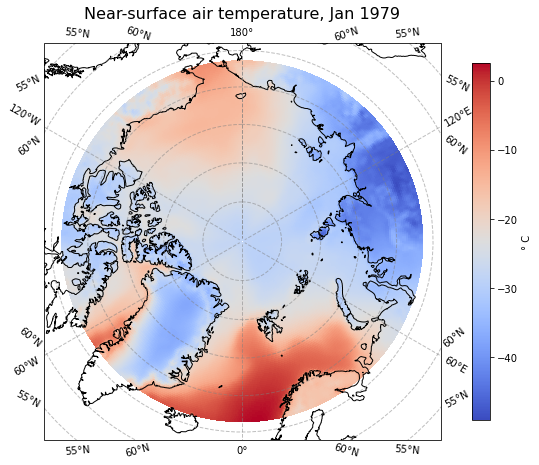 Near-surface air temperature, Jan 1979
55°N 60°N 180° 60°N 55°N
55°N 55°N
120°W 120°E
60°N 60°N
60°N 60°N
60°W 60°E
55°N 55°N
55°N 60°N 0° 60°N 55°N
0
−10
−20
−30
−40
° C